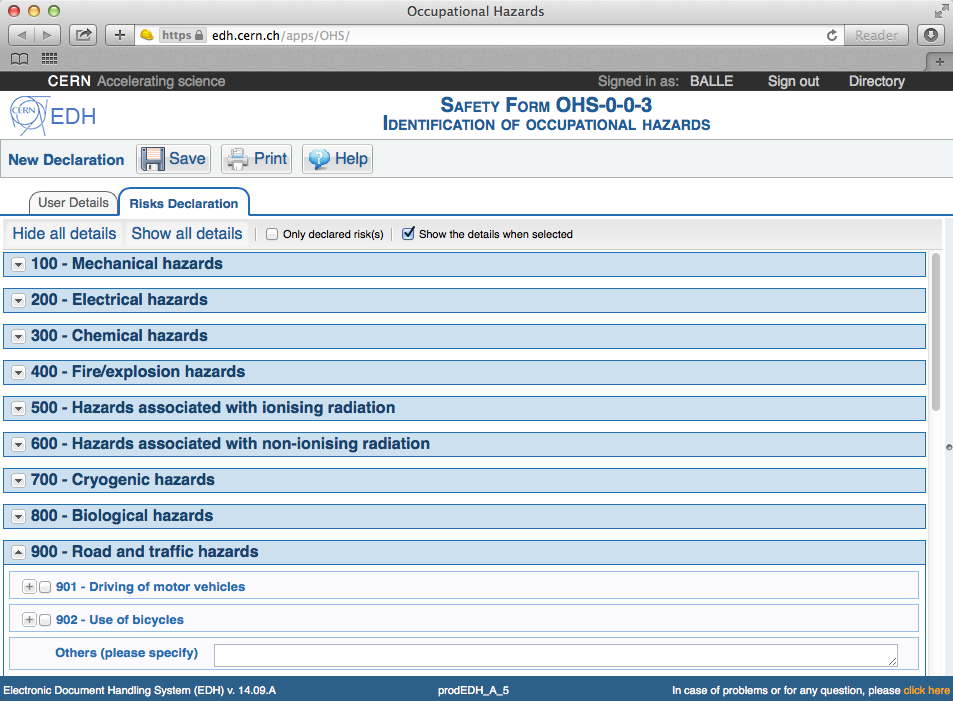 Occupational Hazards
https edh.cern.ch/apps/OHS/ Reader
CERN Accelerating science Signed in as: BALLE Sign out Directory
CERN EDH
Safety Form OHS-0-0-3
Identification of occupational hazards
New Declaration Save Print Help
User Details Risks Declaration
Hide all details Show all details Only declared risk(s) Show the details when selected
100 - Mechanical hazards
200 - Electrical hazards
300 - Chemical hazards
400 - Fire/explosion hazards
500 - Hazards associated with ionising radiation
600 - Hazards associated with non-ionising radiation
700 - Cryogenic hazards
800 - Biological hazards
900 - Road and traffic hazards
901 - Driving of motor vehicles
902 - Use of bicycles
Others (please specify)
Electronic Document Handling System (EDH) v. 14.09.A prodEDH_A_5 In case of problems or for any question, please click here